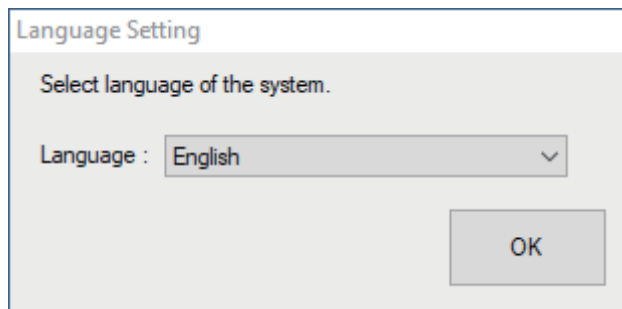 Language Setting
Select language of the system.
Language : English
OK